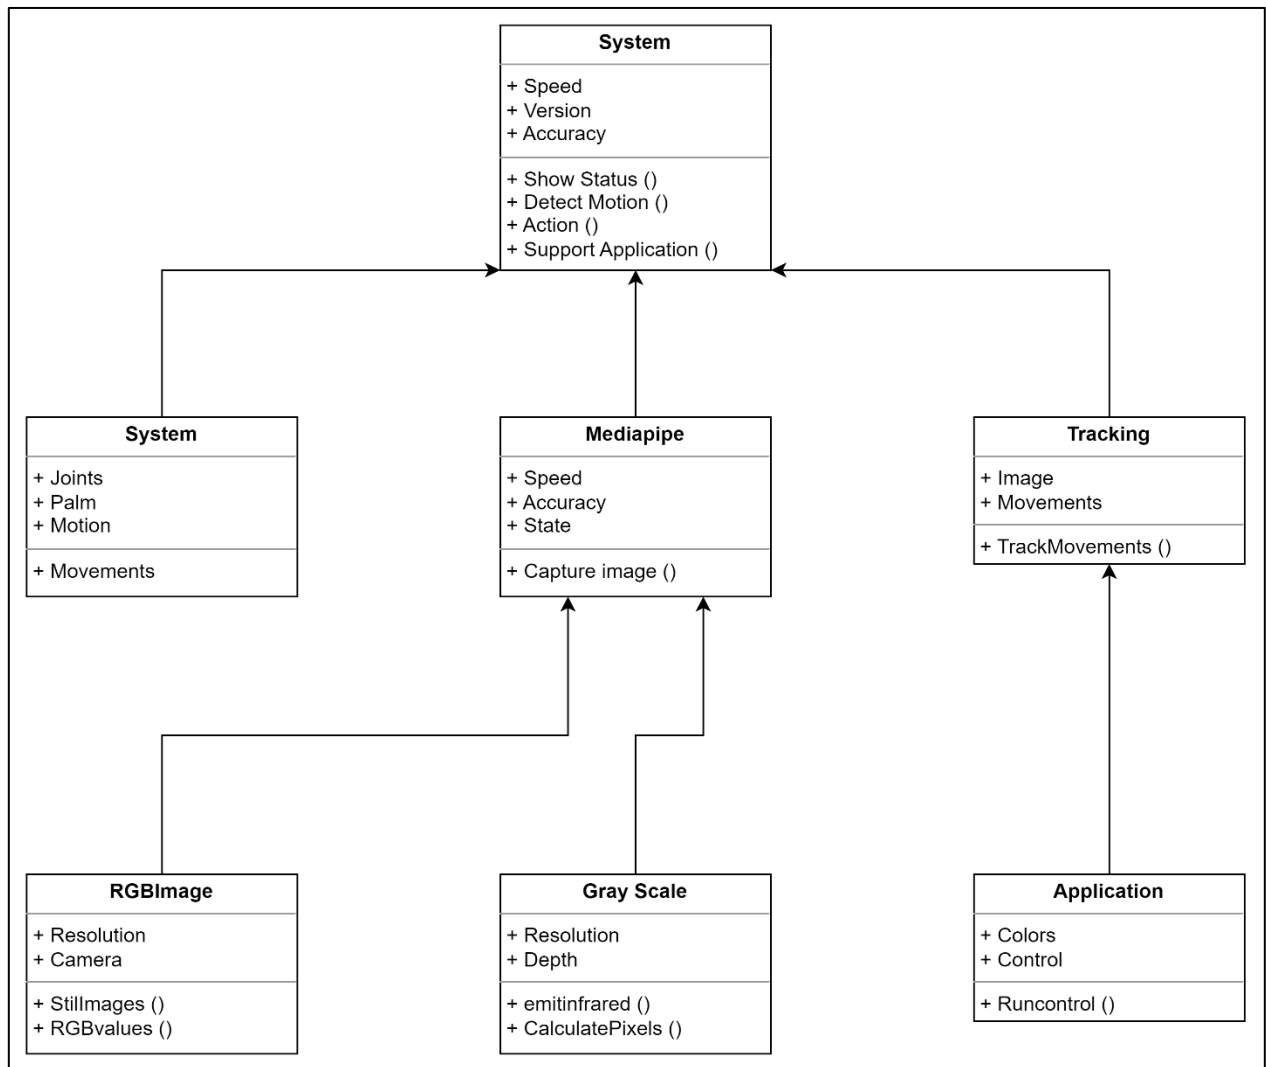 System
+ Speed
+ Version
+ Accuracy
+ Show Status ()
+ Detect Motion ()
+ Action ()
+ Support Application ()
System
+ Joints
+ Palm
+ Motion
+ Movements
Mediapipe
+ Speed
+ Accuracy
+ State
+ Capture image ()
Tracking
+ Image
+ Movements
+ TrackMovements ()
RGBImage
+ Resolution
+ Camera
+ StillImages ()
+ RGBvalues ()
Gray Scale
+ Resolution
+ Depth
+ emitinfrared ()
+ CalculatePixels ()
Application
+ Colors
+ Control
+ Runcontrol ()